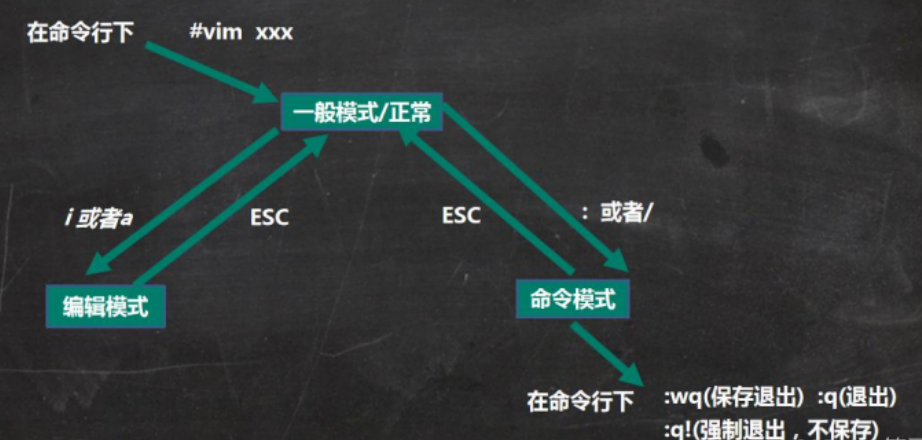 在命令行下 #vim xxx
一般模式/正常
i 或者a
ESC
ESC
: 或者/
编辑模式
命令模式
在命令行下 :wq(保存退出) :q(退出)
:q!(强制退出，不保存)